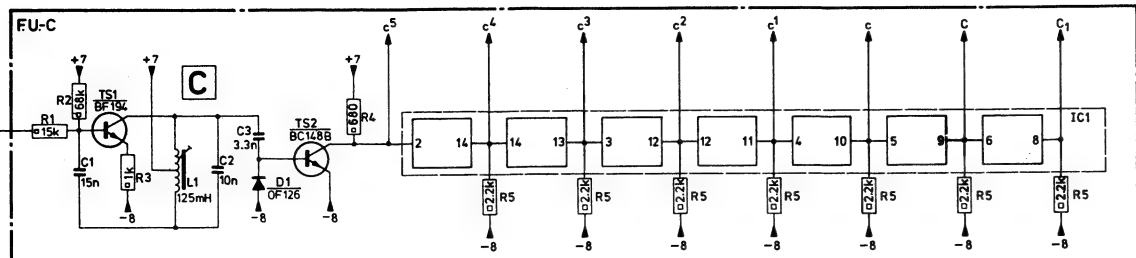 F.U.-C
c⁵ c⁴ c³ c² c¹ c C C₁
+7 +7 +7
C
R2 68k
TS1
BF194
R1
15k
C1
15n
R3 1k
-8
L1
125mH
C2
10n
C3
3.3n
D1
OF126
-8
TS2
BC148B
-8
680 R4
IC1
2 14 14 13 3 12 12 11 4 10 5 9 6 8
2.2k R5 2.2k R5 2.2k R5 2.2k R5 2.2k R5 2.2k R5 2.2k R5
-8 -8 -8 -8 -8 -8 -8